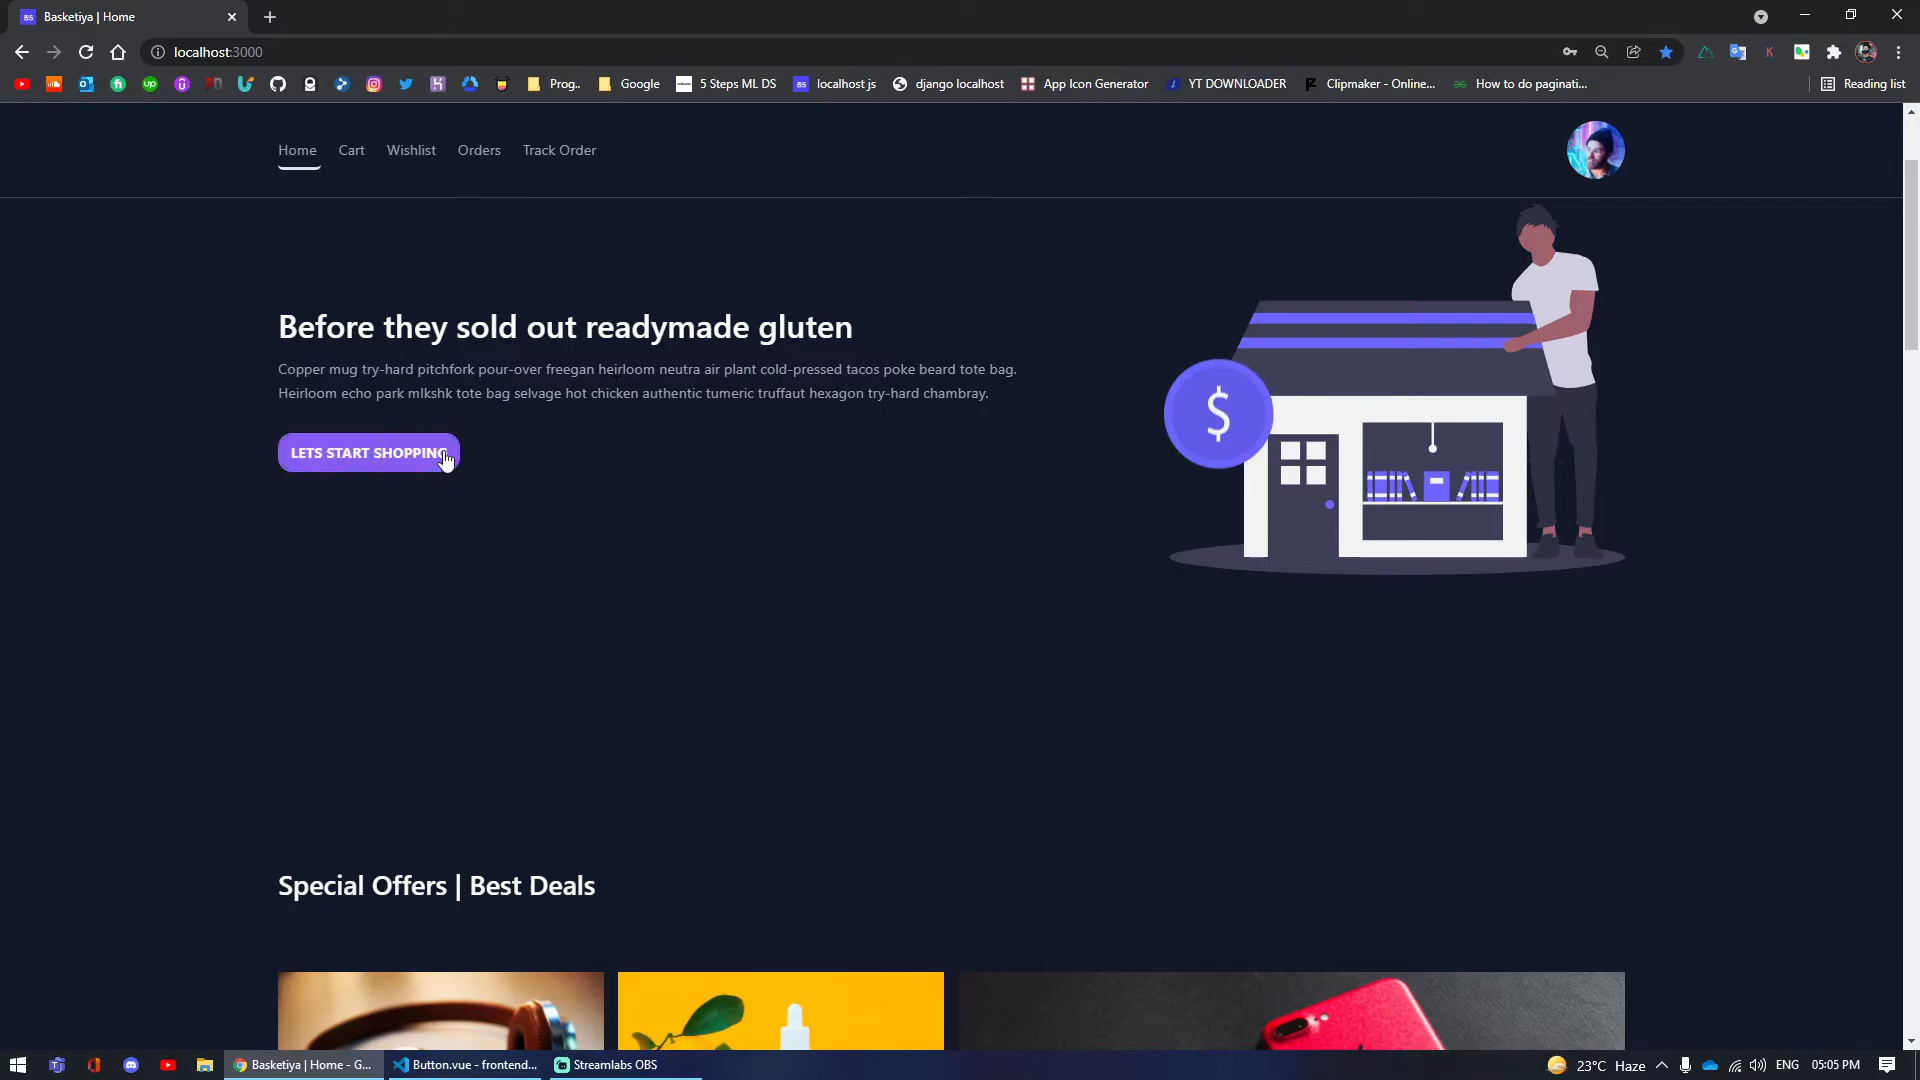 BS Basketiya | Home
localhost:3000
Prog.. Google 5 Steps ML DS BS localhost js django localhost App Icon Generator YT DOWNLOADER Clipmaker - Online... How to do paginati... Reading list
Home Cart Wishlist Orders Track Order
Before they sold out readymade gluten
Copper mug try-hard pitchfork pour-over freegan heirloom neutra air plant cold-pressed tacos poke beard tote bag.
Heirloom echo park mlkshk tote bag selvage hot chicken authentic tumeric truffaut hexagon try-hard chambray.
LETS START SHOPPING
$
Special Offers | Best Deals
Basketiya | Home - G... Button.vue - frontend... Streamlabs OBS 23°C Haze ENG 05:05 PM